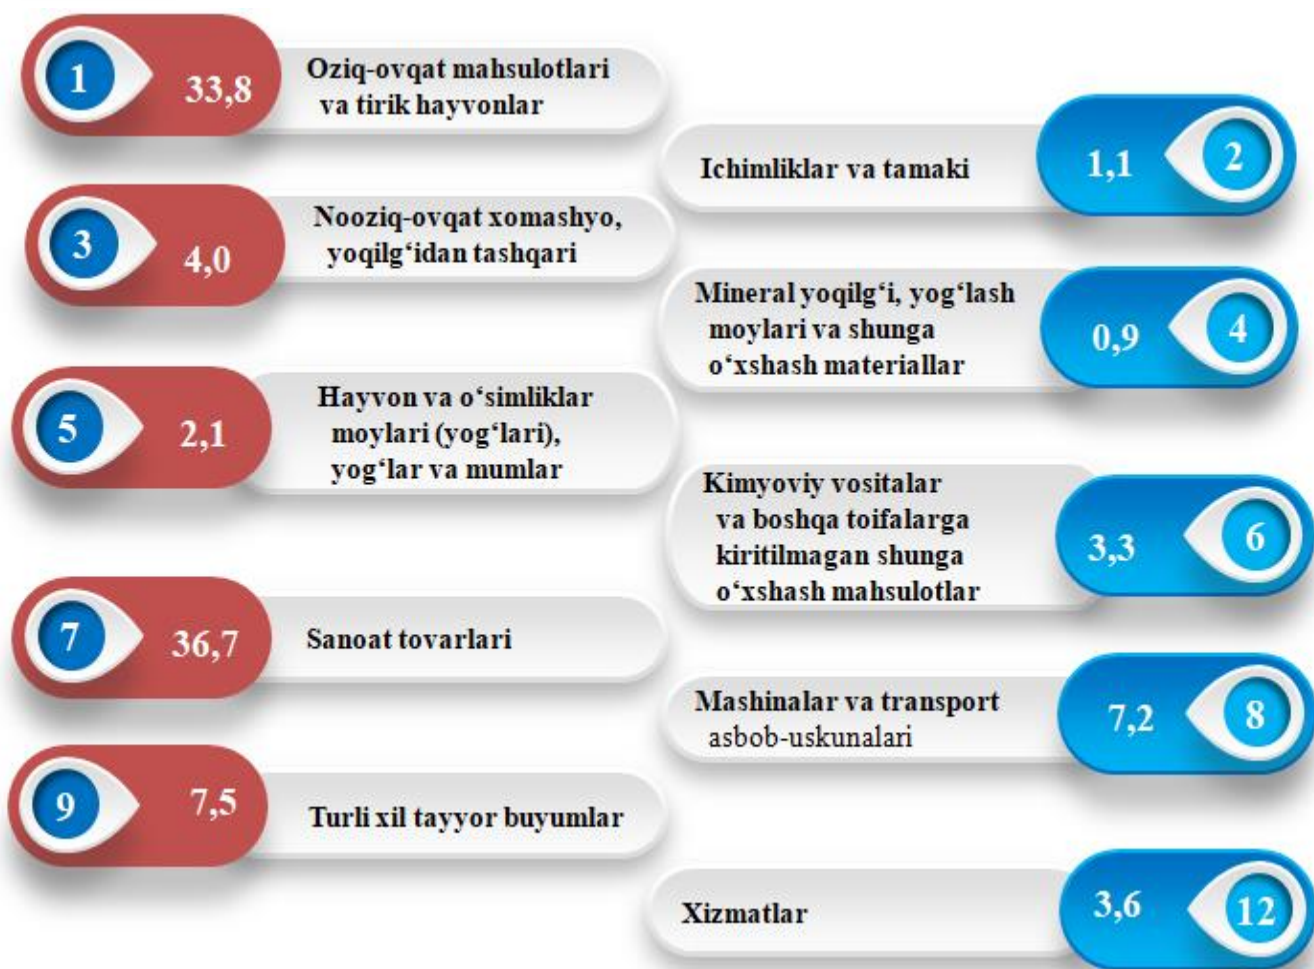 1
33,8
Oziq-ovqat mahsulotlari
va tirik hayvonlar
Ichimliklar va tamaki
1,1
2
3
4,0
Nooziq-ovqat xomashyo,
yoqilg‘idan tashqari
Mineral yoqilg‘i, yog‘lash
moylari va shunga
o‘xshash materiallar
0,9
4
5
2,1
Hayvon va o‘simliklar
moylari (yog‘lari),
yog‘lar va mumlar
Kimyoviy vositalar
va boshqa toifalarga
kiritilmagan shunga
o‘xshash mahsulotlar
3,3
6
7
36,7
Sanoat tovarlari
Mashinalar va transport
asbob-uskunalari
7,2
8
9
7,5
Turli xil tayyor buyumlar
Xizmatlar
3,6
12